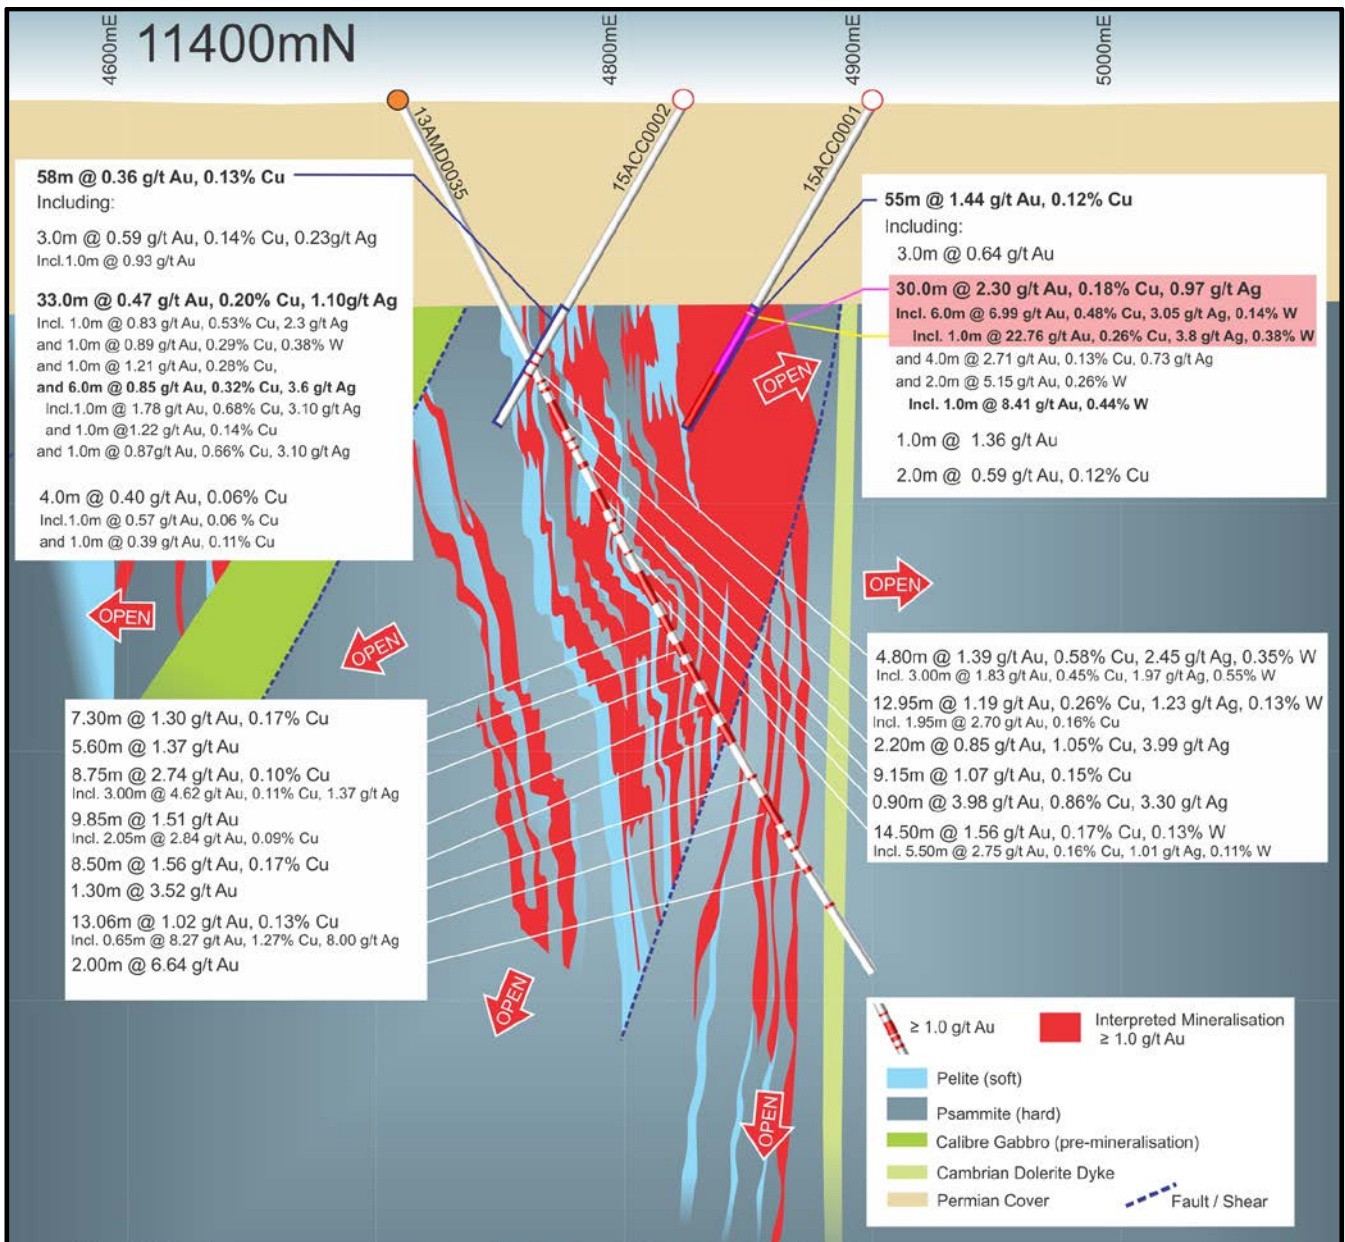 11400mN
4600mE
4800mE
4900mE
5000mE
13AMD0035
15ACC0002
15ACC0001
58m @ 0.36 g/t Au, 0.13% Cu
Including:
3.0m @ 0.59 g/t Au, 0.14% Cu, 0.23g/t Ag
Incl.1.0m @ 0.93 g/t Au
33.0m @ 0.47 g/t Au, 0.20% Cu, 1.10g/t Ag
Incl. 1.0m @ 0.83 g/t Au, 0.53% Cu, 2.3 g/t Ag
and 1.0m @ 0.89 g/t Au, 0.29% Cu, 0.38% W
and 1.0m @ 1.21 g/t Au, 0.28% Cu,
and 6.0m @ 0.85 g/t Au, 0.32% Cu, 3.6 g/t Ag
Incl.1.0m @ 1.78 g/t Au, 0.68% Cu, 3.10 g/t Ag
and 1.0m @1.22 g/t Au, 0.14% Cu
and 1.0m @ 0.87g/t Au, 0.66% Cu, 3.10 g/t Ag
4.0m @ 0.40 g/t Au, 0.06% Cu
Incl.1.0m @ 0.57 g/t Au, 0.06 % Cu
and 1.0m @ 0.39 g/t Au, 0.11% Cu
55m @ 1.44 g/t Au, 0.12% Cu
Including:
3.0m @ 0.64 g/t Au
30.0m @ 2.30 g/t Au, 0.18% Cu, 0.97 g/t Ag
Incl. 6.0m @ 6.99 g/t Au, 0.48% Cu, 3.05 g/t Ag, 0.14% W
Incl. 1.0m @ 22.76 g/t Au, 0.26% Cu, 3.8 g/t Ag, 0.38% W
and 4.0m @ 2.71 g/t Au, 0.13% Cu, 0.73 g/t Ag
and 2.0m @ 5.15 g/t Au, 0.26% W
Incl. 1.0m @ 8.41 g/t Au, 0.44% W
1.0m @ 1.36 g/t Au
2.0m @ 0.59 g/t Au, 0.12% Cu
OPEN
OPEN
OPEN
OPEN
4.80m @ 1.39 g/t Au, 0.58% Cu, 2.45 g/t Ag, 0.35% W
Incl. 3.00m @ 1.83 g/t Au, 0.45% Cu, 1.97 g/t Ag, 0.55% W
12.95m @ 1.19 g/t Au, 0.26% Cu, 1.23 g/t Ag, 0.13% W
Incl. 1.95m @ 2.70 g/t Au, 0.16% Cu
2.20m @ 0.85 g/t Au, 1.05% Cu, 3.99 g/t Ag
9.15m @ 1.07 g/t Au, 0.15% Cu
0.90m @ 3.98 g/t Au, 0.86% Cu, 3.30 g/t Ag
14.50m @ 1.56 g/t Au, 0.17% Cu, 0.13% W
Incl. 5.50m @ 2.75 g/t Au, 0.16% Cu, 1.01 g/t Ag, 0.11% W
7.30m @ 1.30 g/t Au, 0.17% Cu
5.60m @ 1.37 g/t Au
8.75m @ 2.74 g/t Au, 0.10% Cu
Incl. 3.00m @ 4.62 g/t Au, 0.11% Cu, 1.37 g/t Ag
9.85m @ 1.51 g/t Au
Incl. 2.05m @ 2.84 g/t Au, 0.09% Cu
8.50m @ 1.56 g/t Au, 0.17% Cu
1.30m @ 3.52 g/t Au
13.06m @ 1.02 g/t Au, 0.13% Cu
Incl. 0.65m @ 8.27 g/t Au, 1.27% Cu, 8.00 g/t Ag
2.00m @ 6.64 g/t Au
OPEN
OPEN
≥ 1.0 g/t Au
Interpreted Mineralisation
≥ 1.0 g/t Au
Pelite (soft)
Psammite (hard)
Calibre Gabbro (pre-mineralisation)
Cambrian Dolerite Dyke
Permian Cover
Fault / Shear